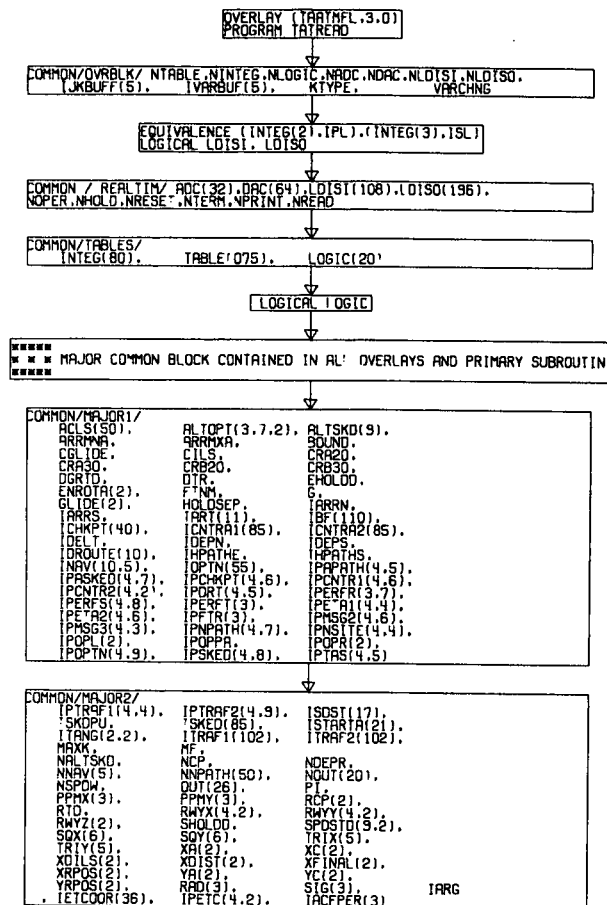 OVERLAY (TAATMFL,3,0)
PROGRAM TATREAD
COMMON/OVRBLK/ NTABLE,NINTEG,NLOGIC,NADC,NDAC,NLDISI,NLDISO,
IJKBUFF(5), IVARBUF(5), KTYPE, VARCHNG
EQUIVALENCE (INTEG(2),IPL),(INTEG(3),ISL)
LOGICAL LDISI, LDISO
COMMON / REALTIM/ ADC(32),DAC(64),LDISI(108),LDISO(196),
NOPER,NHOLD,NRESET,NTERM,NPRINT,NREAD
COMMON/TABLES/
INTEG(80), TABLE(075), LOGIC(20)
LOGICAL LOGIC
MAJOR COMMON BLOCK CONTAINED IN ALL OVERLAYS AND PRIMARY SUBROUTIN
COMMON/MAJOR1/
ACLS(50), ALTOPT(3,7,2), ALTSKD(9),
ARRMNA, ARRMXA, BOUND,
CGLIDE, CILS, CRA20,
CRA30, CRB20, CRB30,
DGRTD, DTR, EHOLDD,
ENROTA(2), FTNM, G,
GLIDE(2), HOLDSEP, IARRN,
IARRS, IART(11), IBF(110),
ICHKPT(40), ICNTRA1(85), ICNTRA2(85),
IDELT, IDEPN, IDEPS,
IDROUTE(10), IHPATHE, IHPATHS,
INAV(10,5), IOPTN(55), IPAPATH(4,5),
IPASKED(4,7), IPCHKPT(4,6), IPCNTR1(4,6),
IPCNTR2(4,2), IPDRT(4,5), IPERFR(3,7),
IPERFS(4,8), IPERFT(3), IPETA1(4,4),
IPETA2(4,6), IPFTR(3), IPMSG2(4,6),
IPMSG3(4,3), IPNPATH(4,7), IPNSITE(4,4),
IPOPL(2), IPOPPA, IPOPR(2),
IPOPTN(4,9), IPSKED(4,8), IPTAS(4,5)
COMMON/MAJOR2/
IPTRAF1(4,4), IPTRAF2(4,9), ISDST(17),
ISKDPU, ISKED(85), ISTARTA(21),
ITANG(2,2), ITRAF1(102), ITRAF2(102),
MAXK, MF,
NALTSKD, NCP, NDEPR,
NNAV(5), NNPATH(50), NOUT(20),
NSPDW, OUT(26), PI,
PPMX(3), PPMY(3), RCP(2),
RTD, RWYX(4,2), RWYY(4,2),
RWYZ(2), SHOLDD, SPDSTD(9,2),
SQX(6), SQY(6), TRIX(5),
TRIY(5), XA(2), XC(2),
XDILS(2), XDIST(2), XFINAL(2),
XRPOS(2), YA(2), YC(2),
YRPOS(2), RAD(3), SIG(3), IARG
, IETCOOR(36), IPETC(4,2), IACFPER(3)